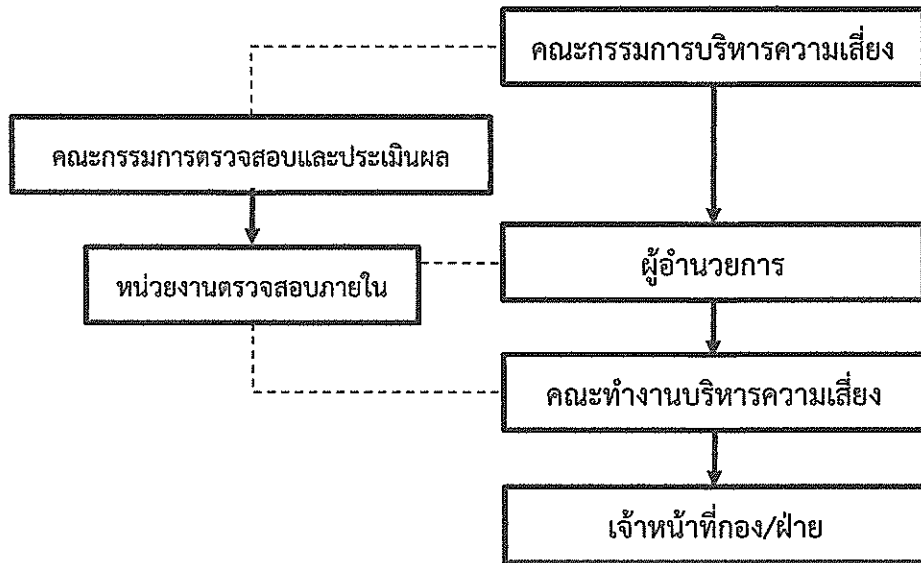 คณะกรรมการบริหารความเสี่ยง
คณะกรรมการตรวจสอบและประเมินผล
ผู้อำนวยการ
หน่วยงานตรวจสอบภายใน
คณะทำงานบริหารความเสี่ยง
เจ้าหน้าที่กอง/ฝ่าย